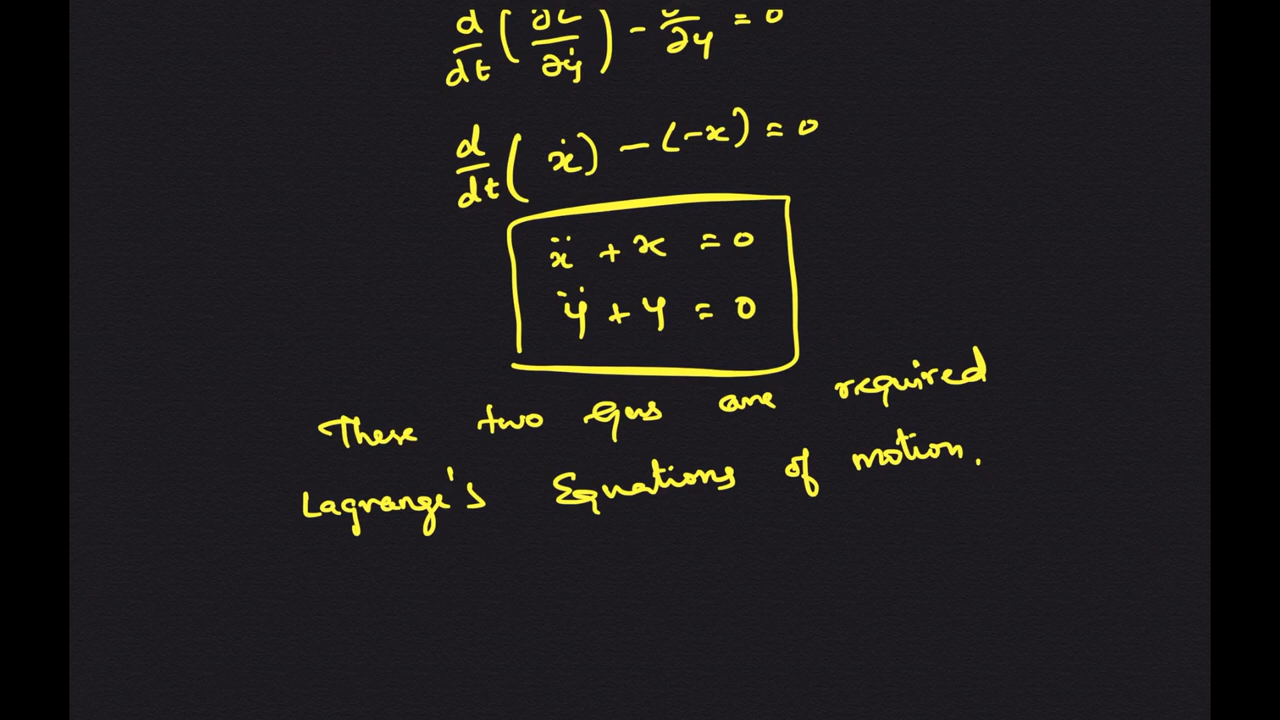 d/dt (∂L/∂ẏ) - ∂/∂y = 0
d/dt ( ẋ) - (-x) = 0
ẍ + x = 0
ÿ + y = 0
These two Eqns are required
Lagrange's Equations of motion.